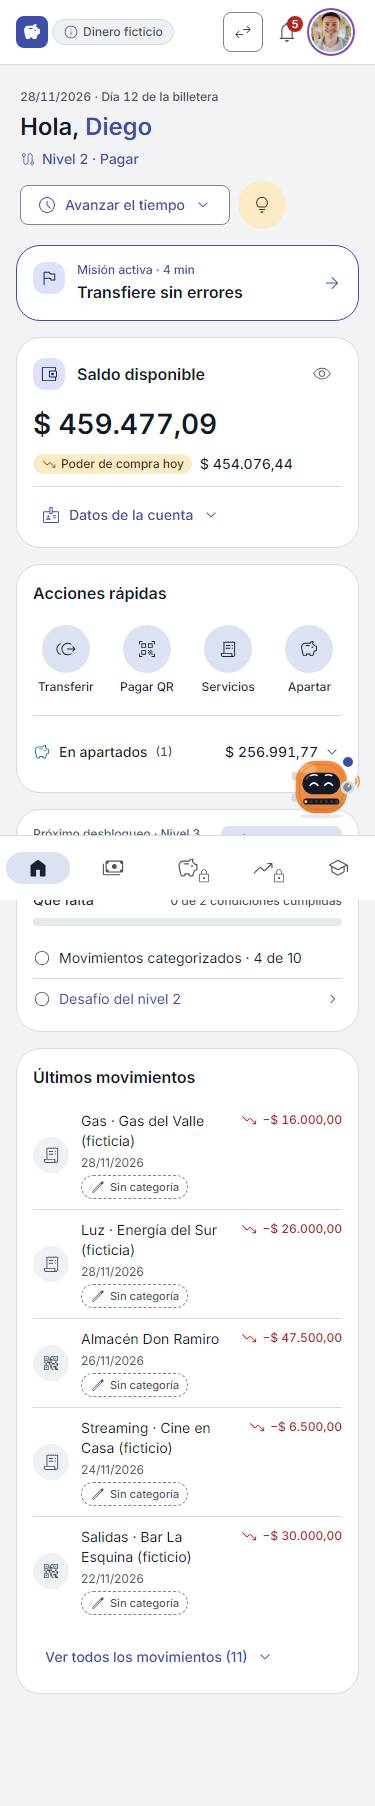 Dinero ficticio
5
28/11/2026 · Día 12 de la billetera
Hola, Diego
Nivel 2 · Pagar
Avanzar el tiempo
Misión activa · 4 min
Transfiere sin errores
Saldo disponible
$ 459.477,09
Poder de compra hoy $ 454.076,44
Datos de la cuenta
Acciones rápidas
Transferir Pagar QR Servicios Apartar
En apartados (1) $ 256.991,77
Próximo desbloqueo · Nivel 3
Qué falta 0 de 2 condiciones cumplidas
Movimientos categorizados · 4 de 10
Desafío del nivel 2
Últimos movimientos
Gas · Gas del Valle −$ 16.000,00
(ficticia)
28/11/2026
Sin categoría
Luz · Energía del Sur −$ 26.000,00
(ficticia)
28/11/2026
Sin categoría
Almacén Don Ramiro −$ 47.500,00
26/11/2026
Sin categoría
Streaming · Cine en −$ 6.500,00
Casa (ficticio)
24/11/2026
Sin categoría
Salidas · Bar La −$ 30.000,00
Esquina (ficticio)
22/11/2026
Sin categoría
Ver todos los movimientos (11)